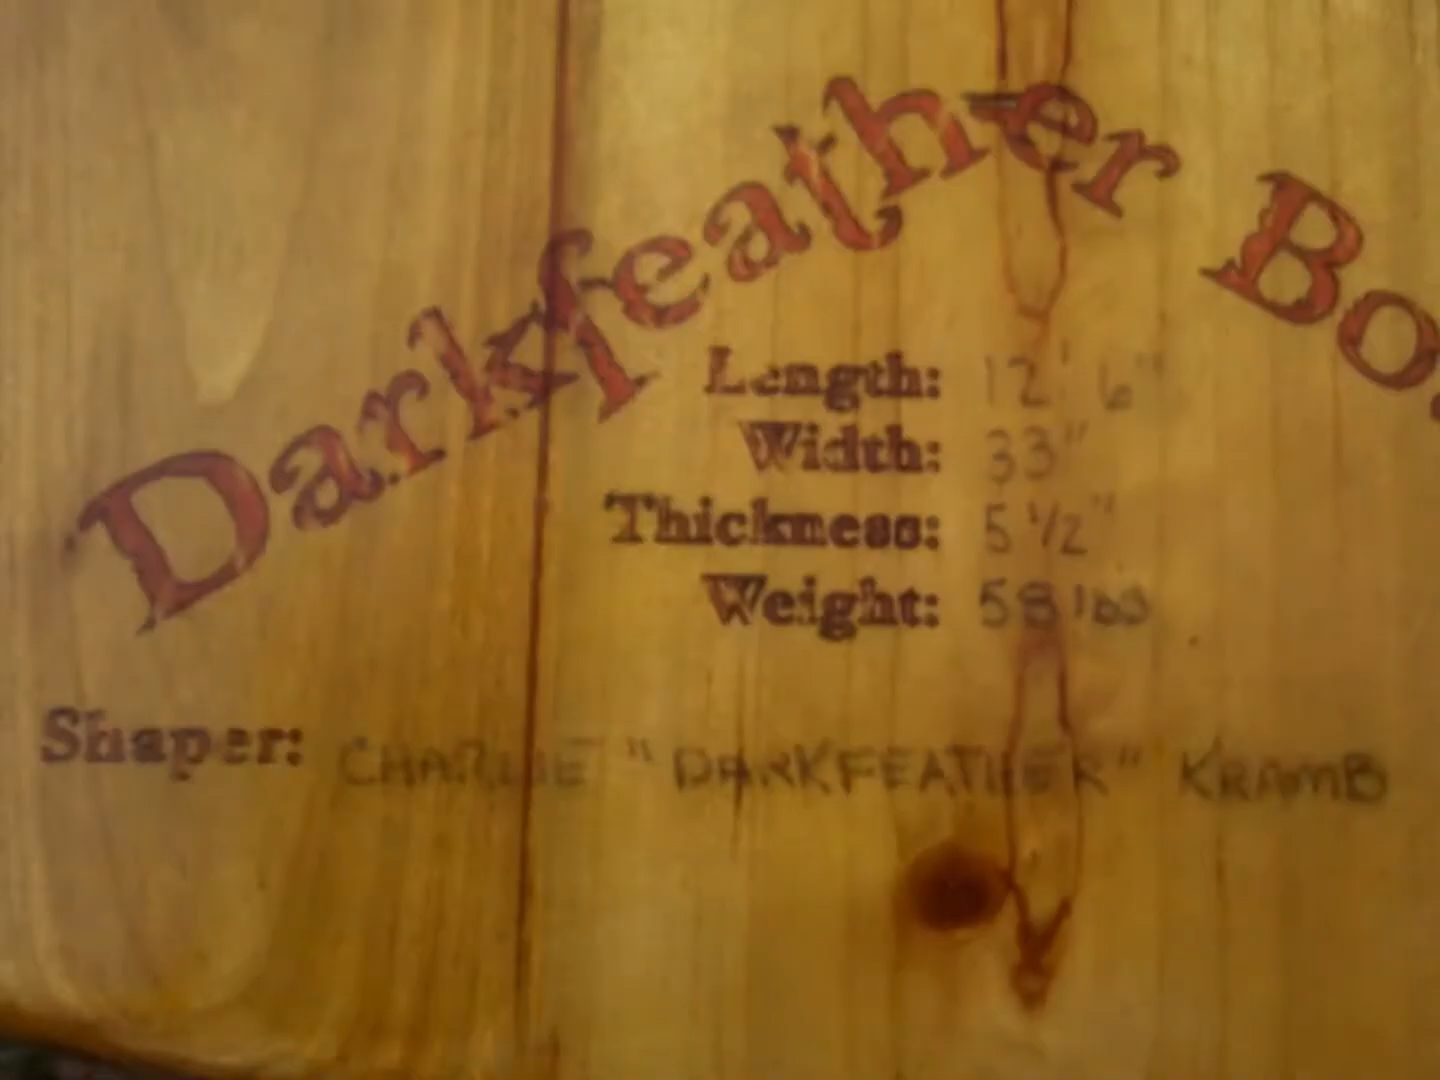 Darkfeather Bo
Length: 12' 6"
Width: 33"
Thickness: 5 1/2"
Weight: 58 lbs
Shaper: CHARLIE "DARKFEATHER" KRAMB